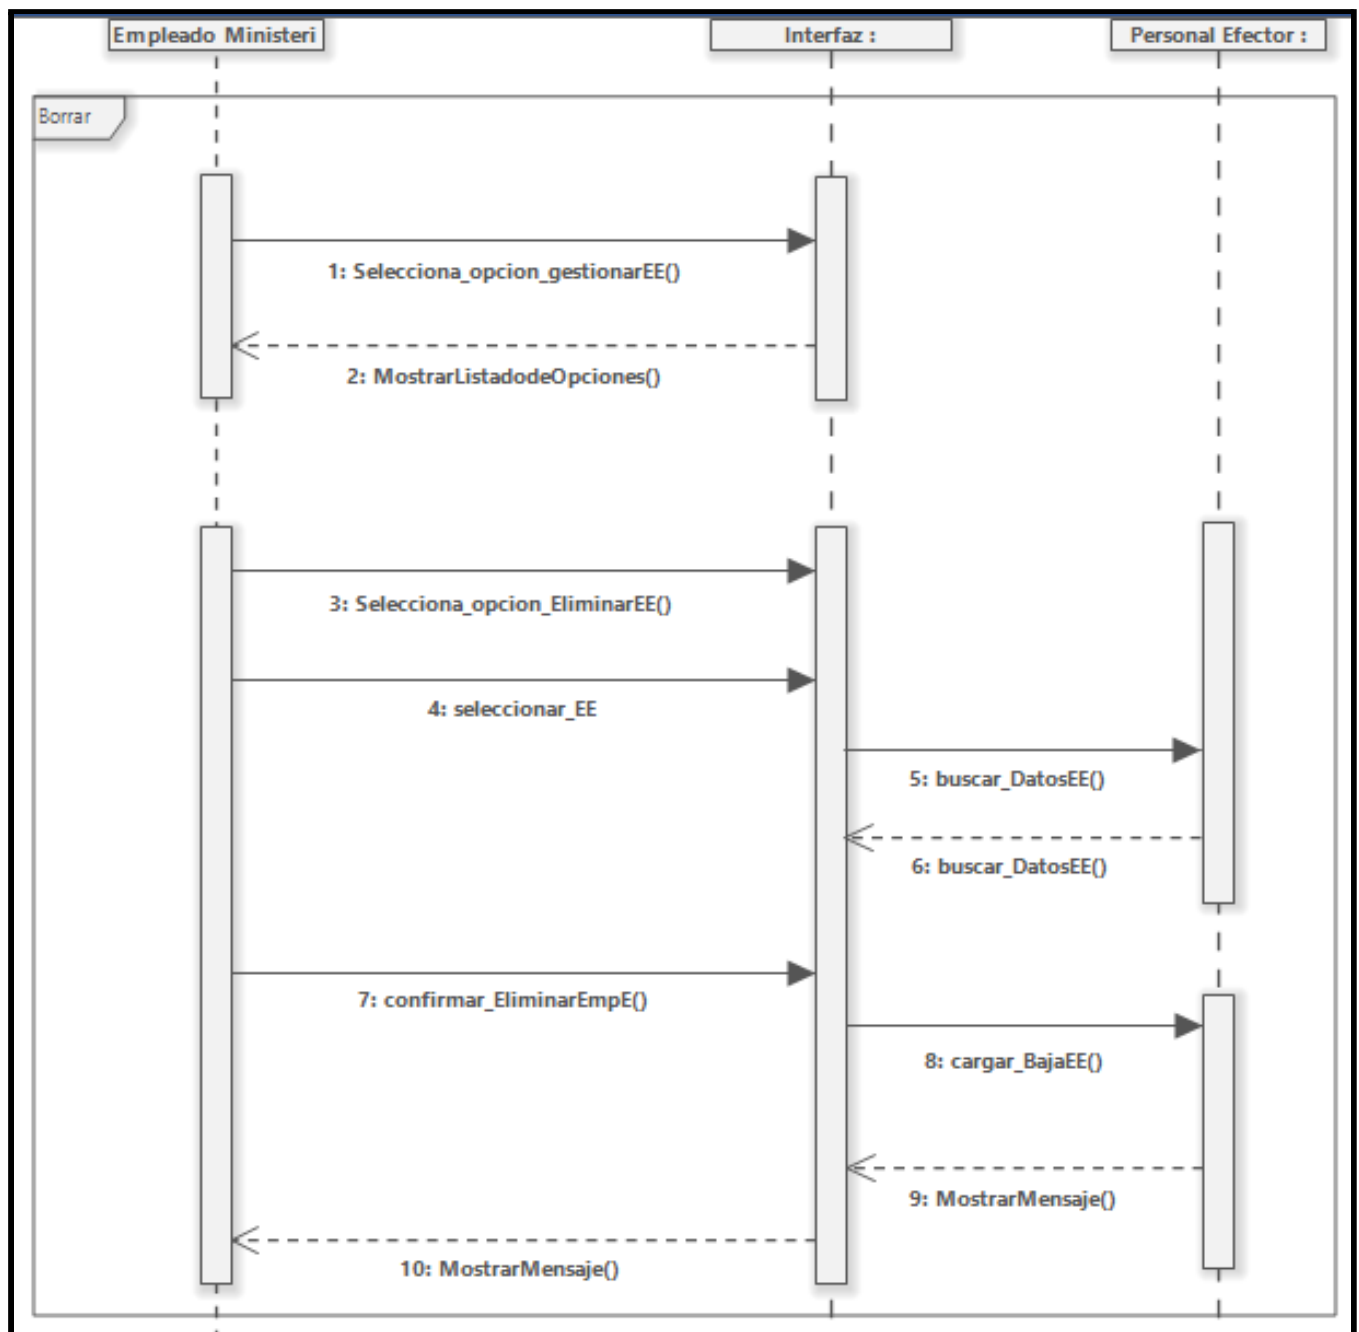 Empleado Ministeri
Interfaz :
Personal Efector :
Borrar
1: Selecciona_opcion_gestionarEE()
2: MostrarListadodeOpciones()
3: Selecciona_opcion_EliminarEE()
4: seleccionar_EE
5: buscar_DatosEE()
6: buscar_DatosEE()
7: confirmar_EliminarEmpE()
8: cargar_BajaEE()
9: MostrarMensaje()
10: MostrarMensaje()